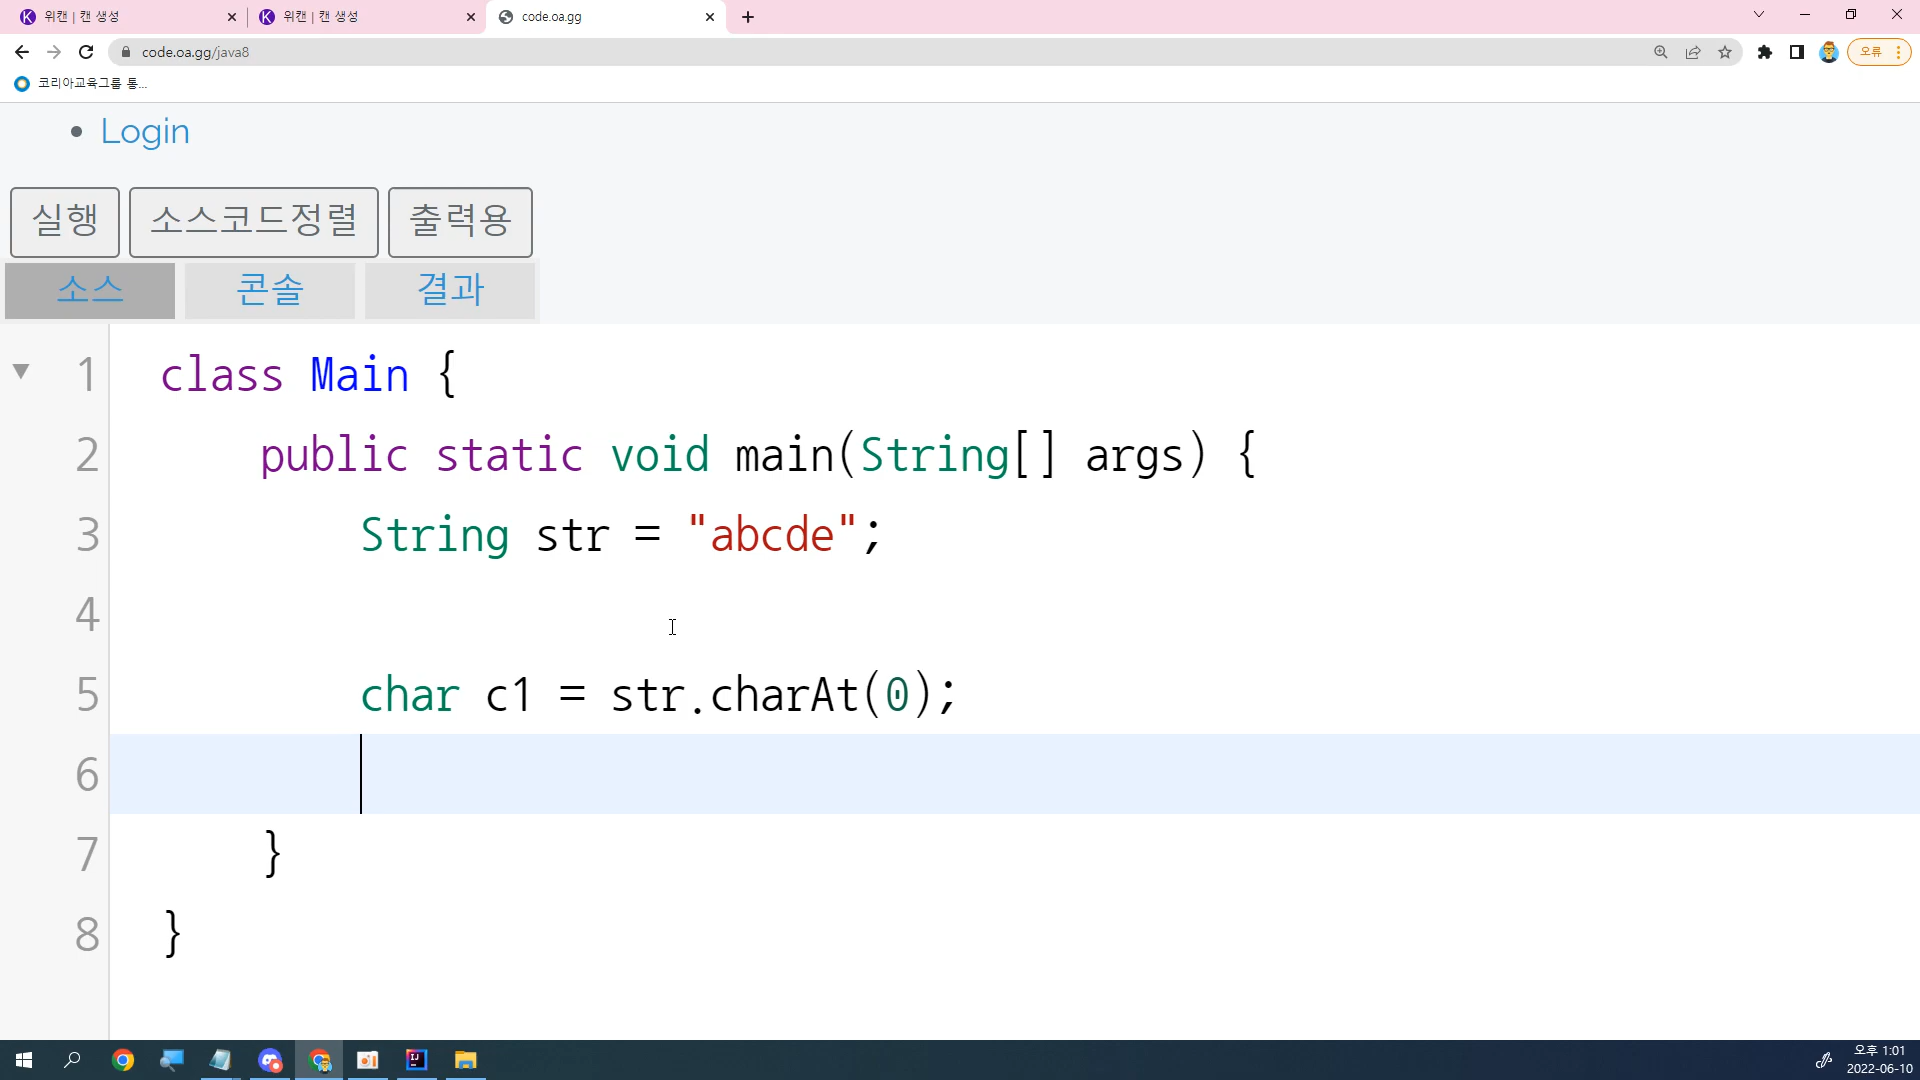 위캔 | 캔 생성
위캔 | 캔 생성
code.oa.gg
code.oa.gg/java8
오류
코리아교육그룹 통...
Login
실행
소스코드정렬
출력용
소스
콘솔
결과
1 class Main {
2 public static void main(String[] args) {
3 String str = "abcde";
4
5 char c1 = str.charAt(0);
6
7 }
8 }
오후 1:01
2022-06-10